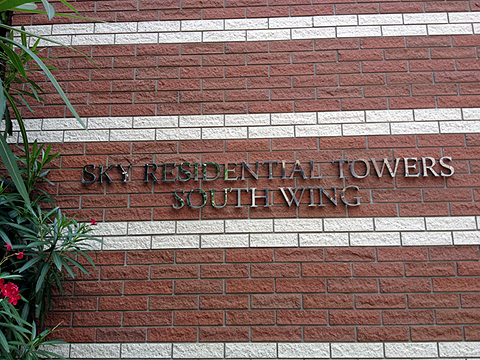 SKY RESIDENTIAL TOWERS
SOUTH WING